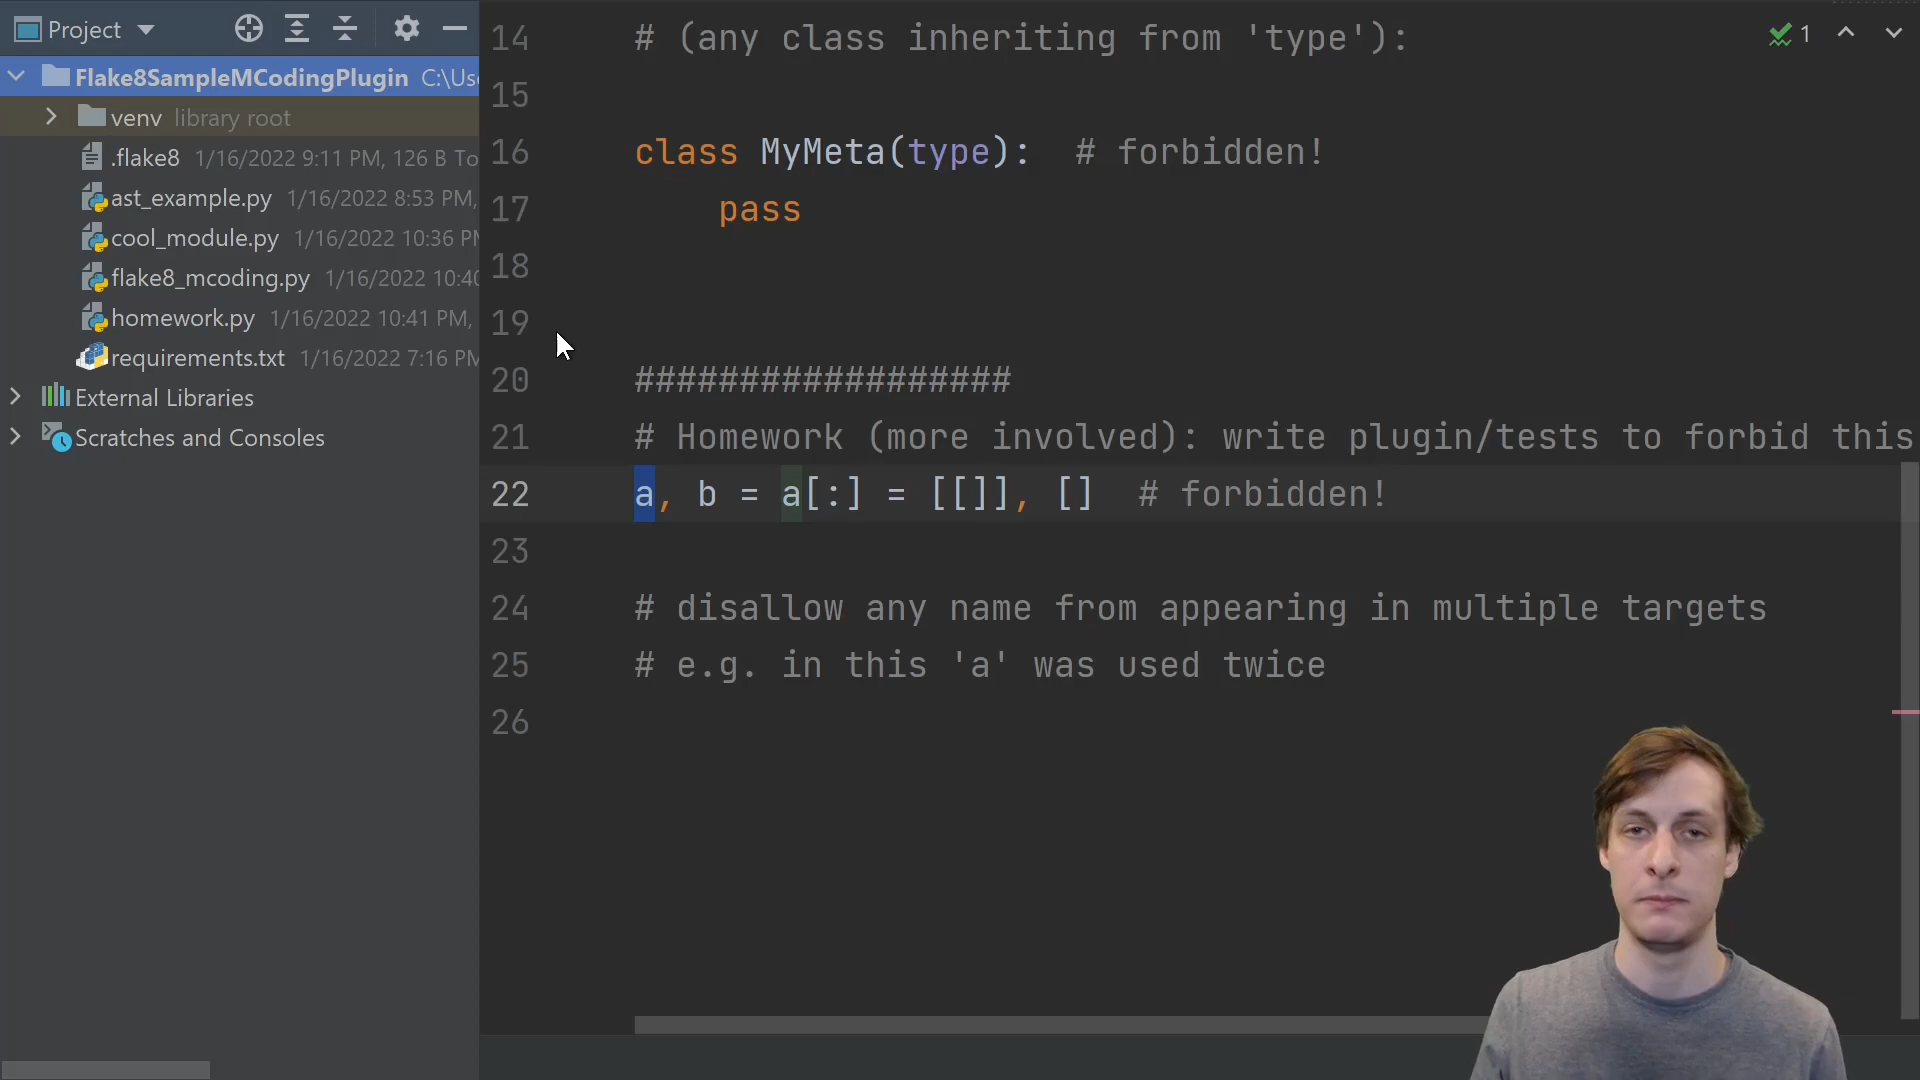 Project
Flake8SampleMCodingPlugin C:\Use
venv library root
.flake8 1/16/2022 9:11 PM, 126 B To
ast_example.py 1/16/2022 8:53 PM,
cool_module.py 1/16/2022 10:36 PM
flake8_mcoding.py 1/16/2022 10:40
homework.py 1/16/2022 10:41 PM,
requirements.txt 1/16/2022 7:16 PM
External Libraries
Scratches and Consoles
1
14 # (any class inheriting from 'type'):
15
16 class MyMeta(type):  # forbidden!
17     pass
18
19
20 ##################
21 # Homework (more involved): write plugin/tests to forbid this
22 a, b = a[:] = [[]], []  # forbidden!
23
24 # disallow any name from appearing in multiple targets
25 # e.g. in this 'a' was used twice
26